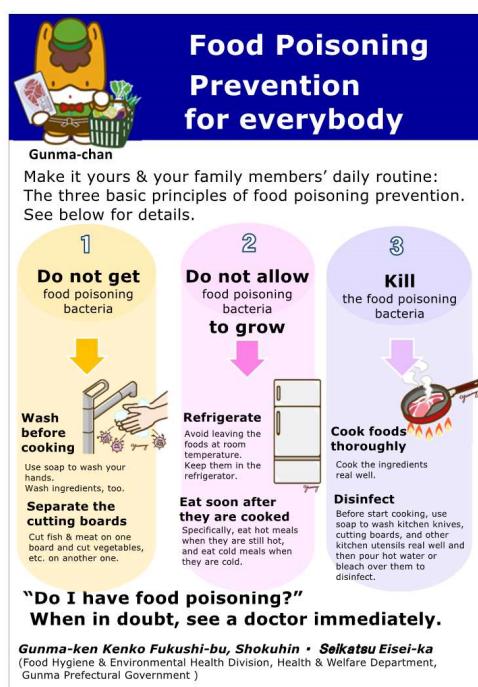 Food Poisoning
Prevention
for everybody
Gunma-chan
Make it yours & your family members’ daily routine:
The three basic principles of food poisoning prevention.
See below for details.
1
Do not get
food poisoning
bacteria
Wash
before
cooking
Use soap to wash your
hands.
Wash ingredients, too.
Separate the
cutting boards
Cut fish & meat on one
board and cut vegetables,
etc. on another one.
2
Do not allow
food poisoning
bacteria
to grow
Refrigerate
Avoid leaving the
foods at room
temperature.
Keep them in the
refrigerator.
Eat soon after
they are cooked
Specifically, eat hot meals
when they are still hot,
and eat cold meals when
they are cold.
3
Kill
the food poisoning
bacteria
Cook foods
thoroughly
Cook the ingredients
real well.
Disinfect
Before start cooking, use
soap to wash kitchen knives,
cutting boards, and other
kitchen utensils real well and
then pour hot water or
bleach over them to
disinfect.
“Do I have food poisoning?”
When in doubt, see a doctor immediately.
Gunma-ken Kenko Fukushi-bu, Shokuhin・Seikatsu Eisei-ka
(Food Hygiene & Environmental Health Division, Health & Welfare Department,
Gunma Prefectural Government )